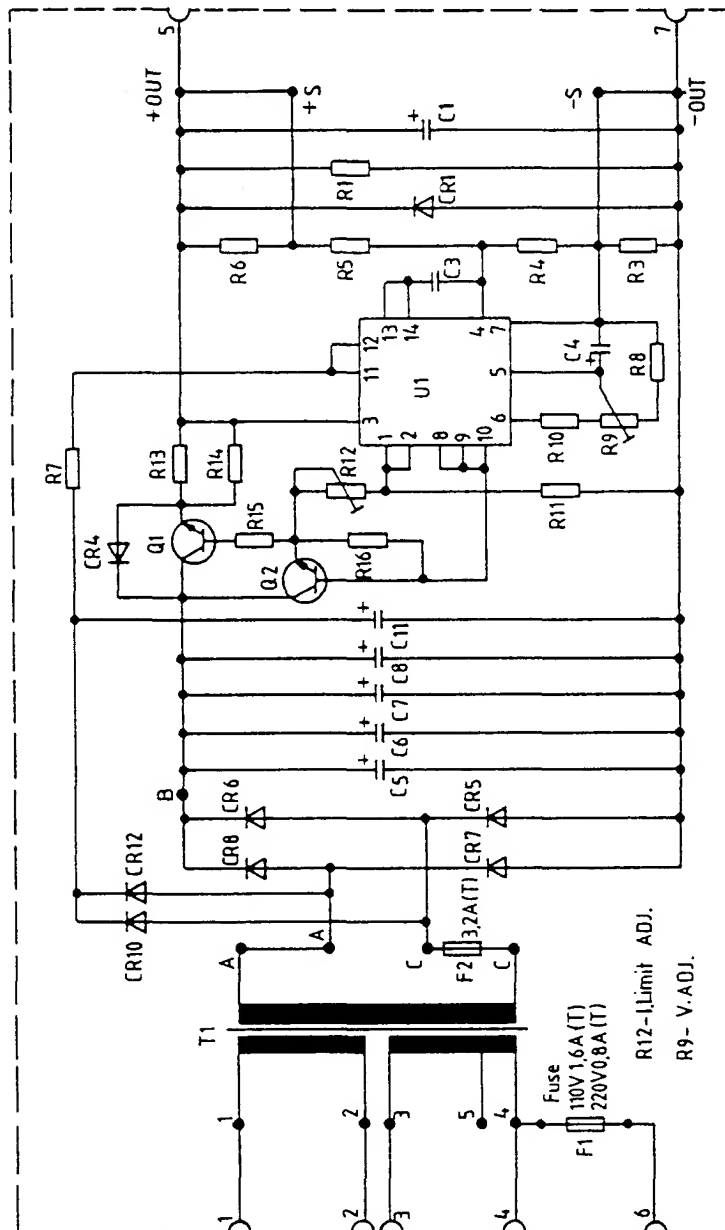 5
+OUT
+S
-S
-OUT
7
+
C1
R1
CR1
R6
R5
R4
R3
C3
13
14
4
12
11
3
U1
7
5
6
1
2
8
9
10
C4
+
R8
R10
R9
R7
R13
R14
CR4
Q1
R15
R12
R11
Q2
R16
+
C11
+
C8
+
C7
+
C6
+
C5
B
CR6
CR8
CR5
CR7
CR12
CR10
A
A
C
C
F2
3,2A(T)
T1
1
2
3
5
4
Fuse
110V 1,6A(T)
220V0,8A(T)
F1
R12-I.Limit ADJ.
R9- V.ADJ.
1
2
3
4
6